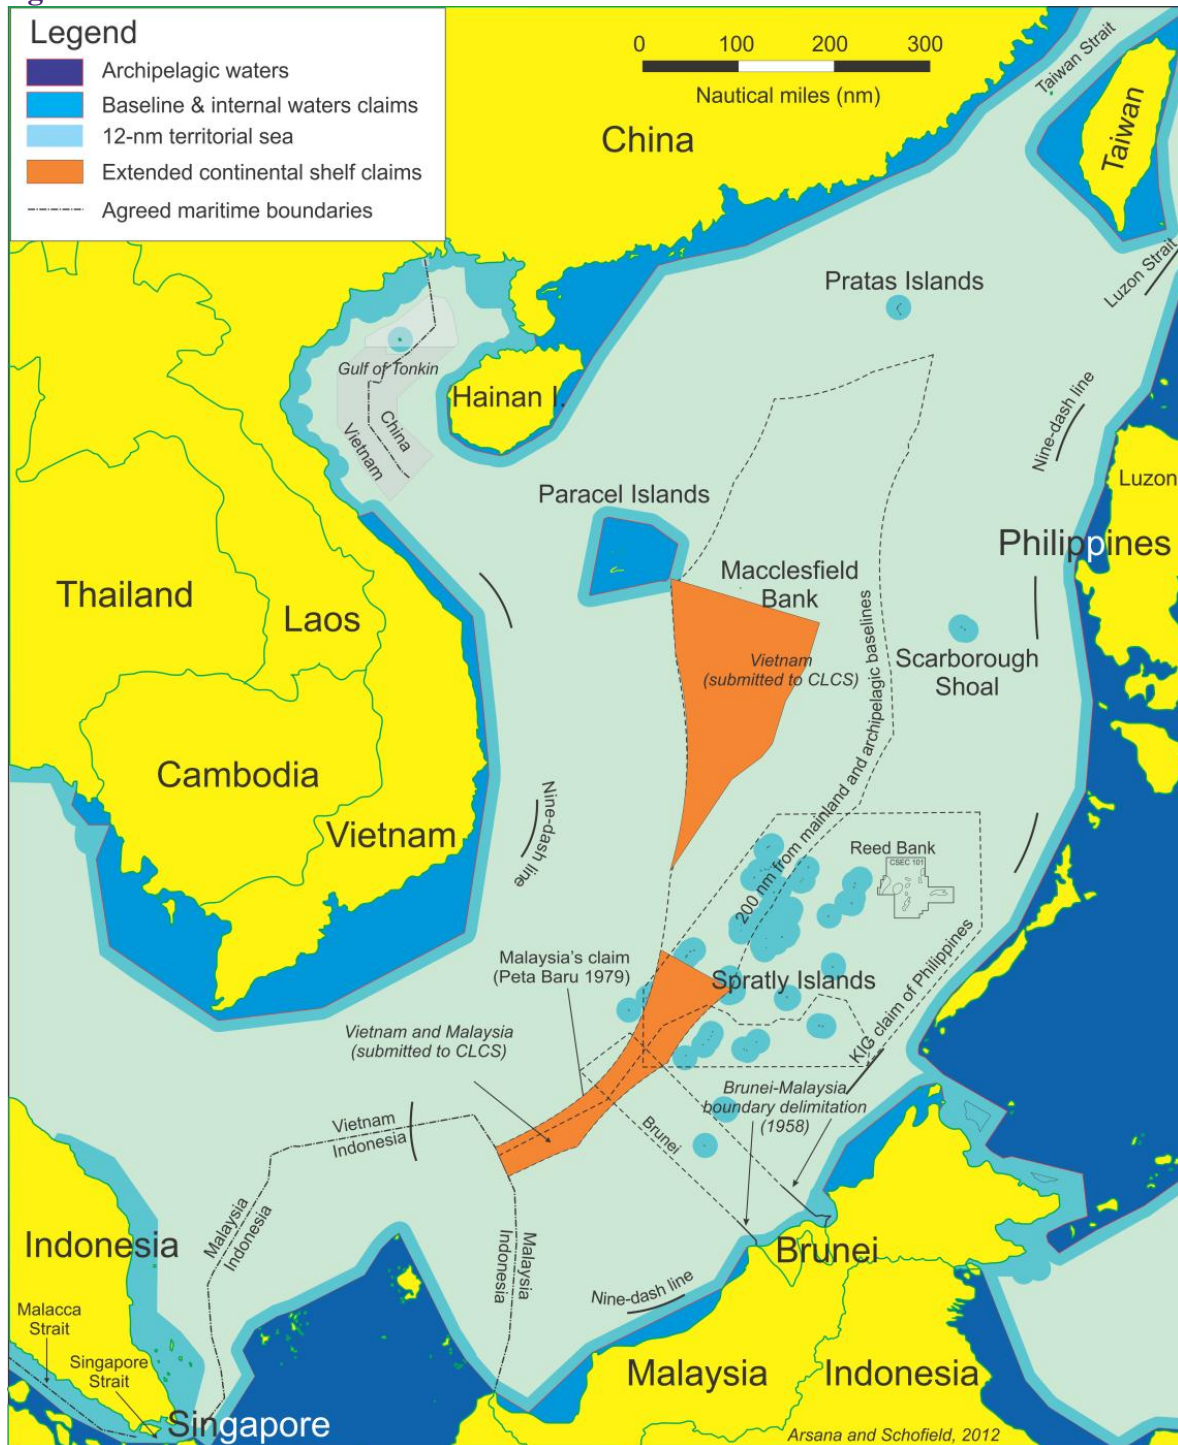 Legend
Archipelagic waters
Baseline & internal waters claims
12-nm territorial sea
Extended continental shelf claims
Agreed maritime boundaries
0 100 200 300
Nautical miles (nm)
China
Taiwan Strait
Taiwan
Luzon Strait
Pratas Islands
Gulf of Tonkin
Hainan I.
China
Vietnam
Nine-dash line
Luzon
Paracel Islands
Philippines
Macclesfield
Bank
Thailand
Laos
Vietnam
(submitted to CLCS)
Scarborough
Shoal
200 nm from mainland and archipelagic baselines
Cambodia
Vietnam
Nine-dash line
Reed Bank
CSEC 101
Malaysia's claim
(Peta Baru 1979)
Spratly Islands
KIG claim of Philippines
Vietnam and Malaysia
(submitted to CLCS)
Brunei-Malaysia
boundary delimitation
(1958)
Vietnam
Indonesia
Brunei
Malaysia
Indonesia
Malaysia
Indonesia
Indonesia
Brunei
Nine-dash line
Malacca
Strait
Singapore
Strait
Malaysia
Indonesia
Singapore
Arsana and Schofield, 2012